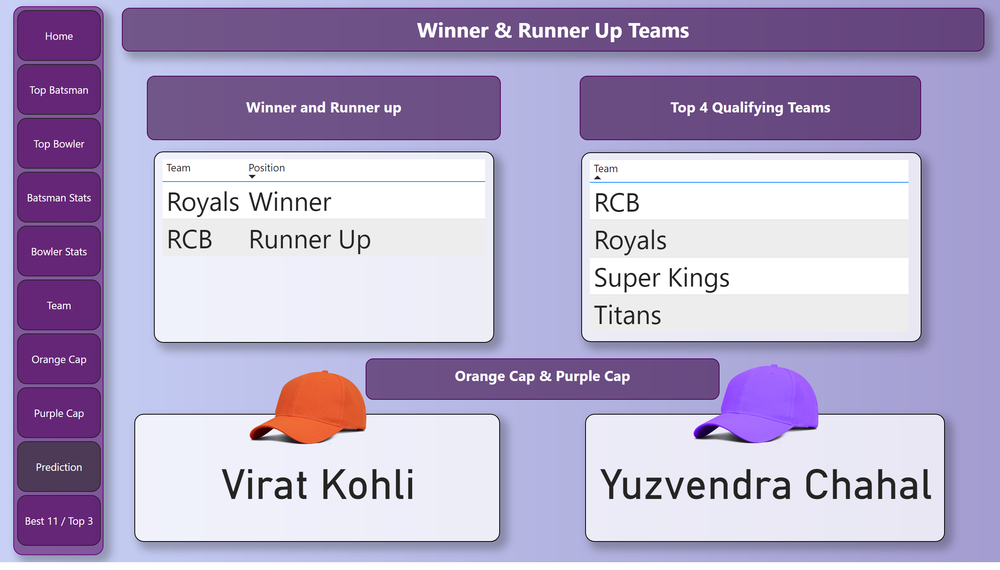 Home
Top Batsman
Top Bowler
Batsman Stats
Bowler Stats
Team
Orange Cap
Purple Cap
Prediction
Best 11 / Top 3
Winner & Runner Up Teams
Winner and Runner up
Team Position
Royals Winner
RCB Runner Up
Top 4 Qualifying Teams
Team
RCB
Royals
Super Kings
Titans
Orange Cap & Purple Cap
Virat Kohli
Yuzvendra Chahal